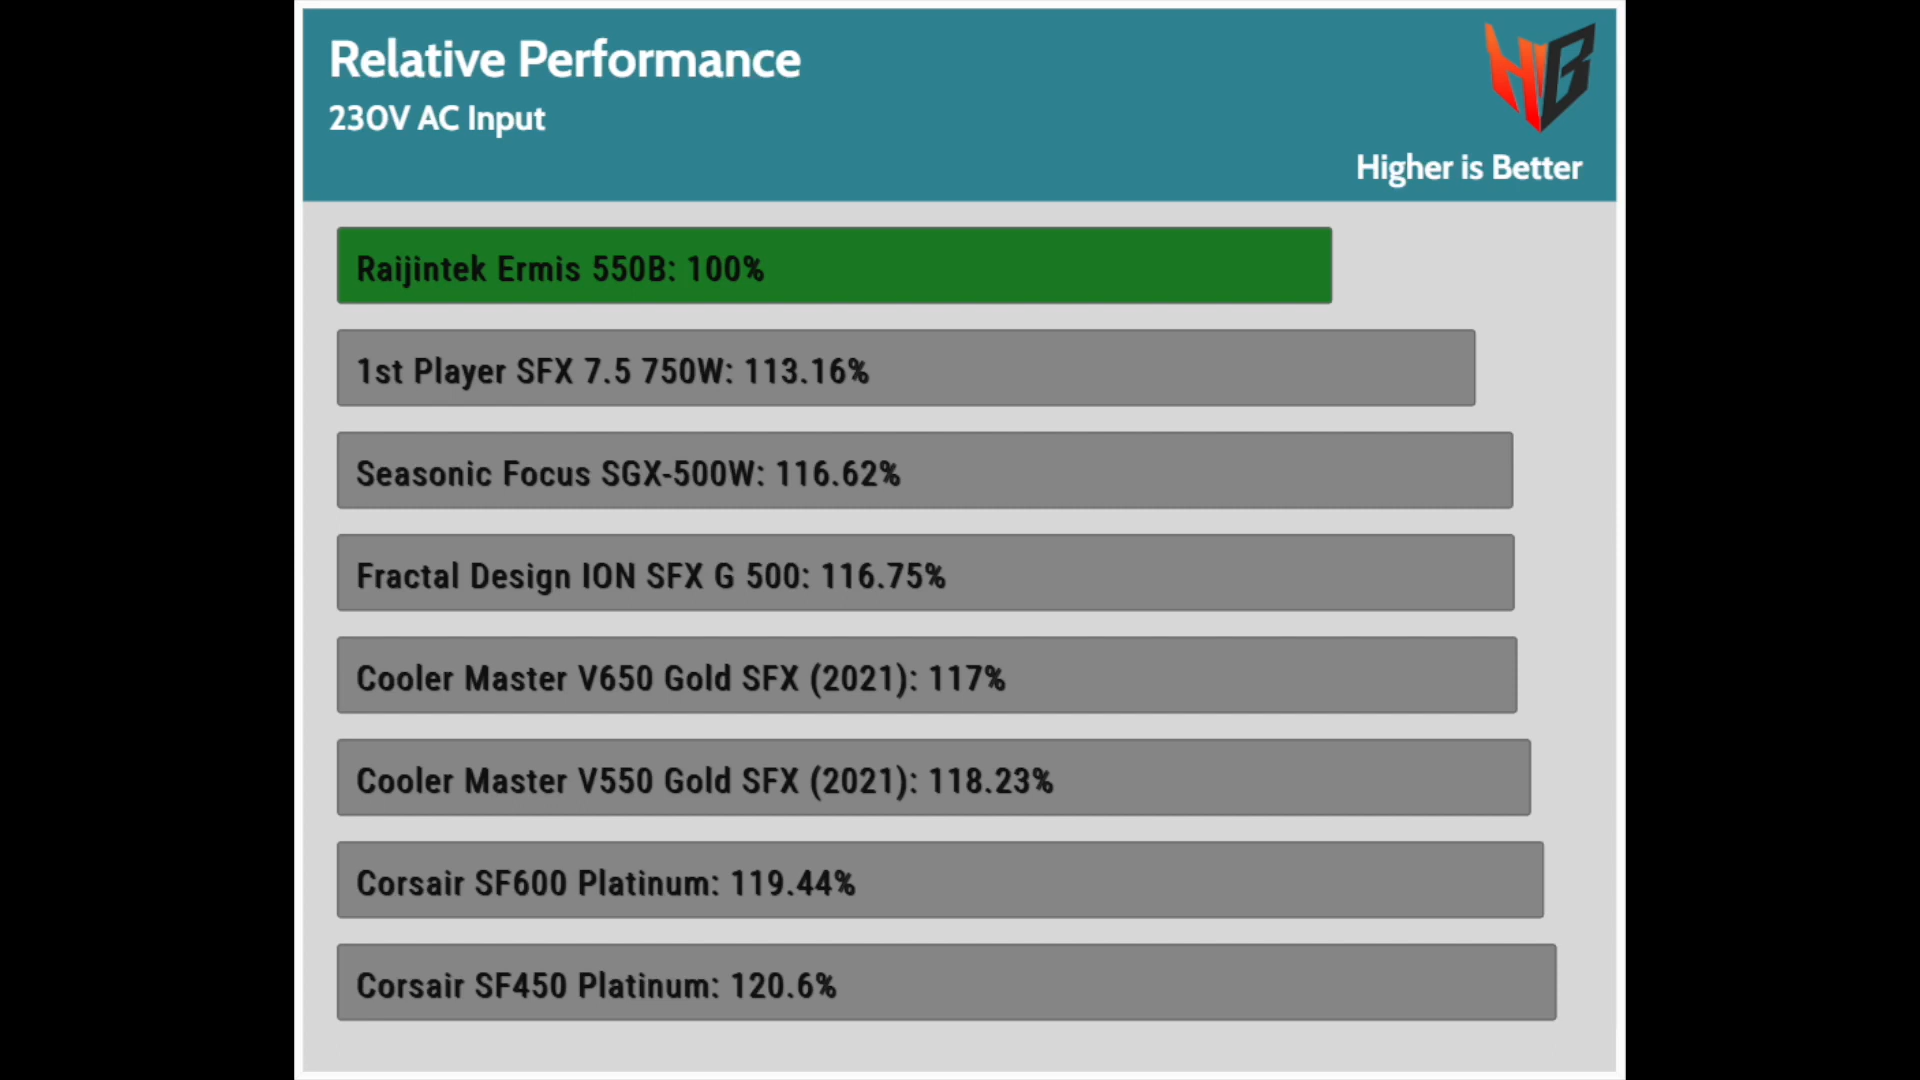 Relative Performance
230V AC Input
HB
Higher is Better
Raijintek Ermis 550B: 100%
1st Player SFX 7.5 750W: 113.16%
Seasonic Focus SGX-500W: 116.62%
Fractal Design ION SFX G 500: 116.75%
Cooler Master V650 Gold SFX (2021): 117%
Cooler Master V550 Gold SFX (2021): 118.23%
Corsair SF600 Platinum: 119.44%
Corsair SF450 Platinum: 120.6%